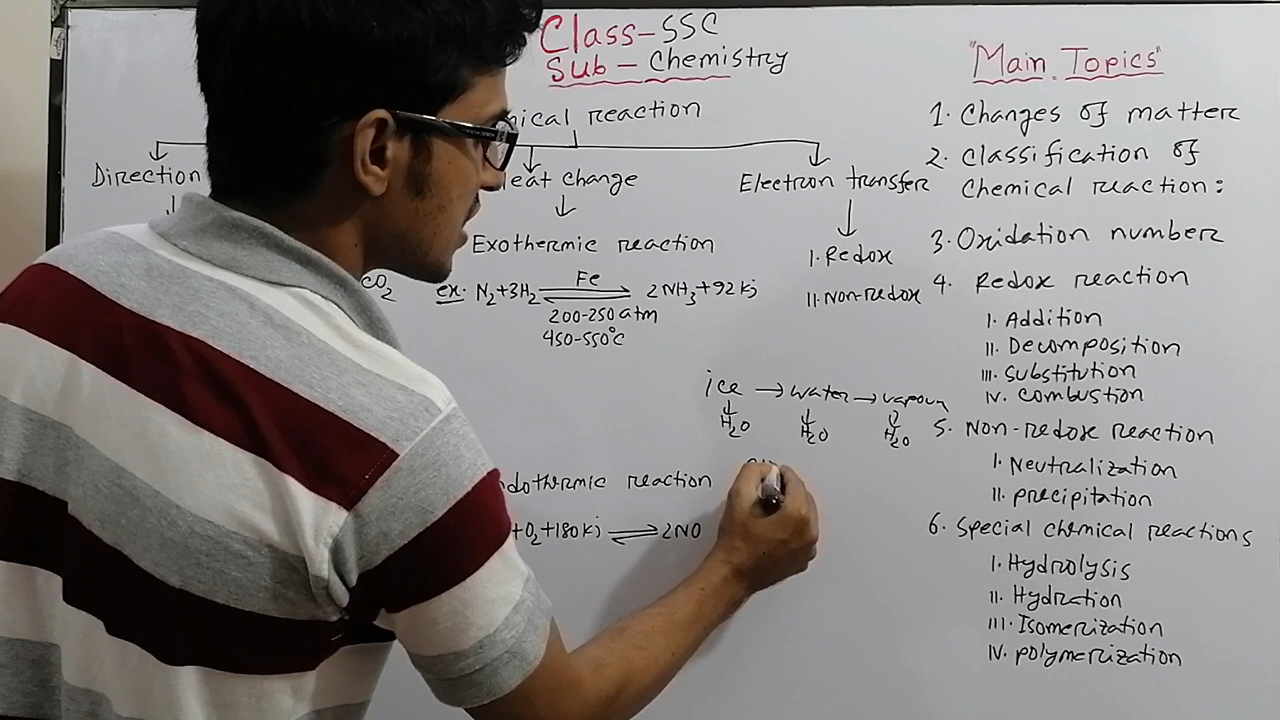 Class-SSC
Sub-Chemistry
nical reaction
Direction
Heat change
Electron transfer
Exothermic reaction
CO2
ex. N2+3H2 Fe ⇌ 2NH3+92kj
200-250 atm
450-550°C
I. Redox
II. Non-redox
ice → water → vapour
H2O H2O H2O
ndothermic reaction
+O2+180kj ⇌ 2NO
"Main Topics"
1. Changes of matter
2. Classification of
Chemical reaction:
3. Oxidation number
4. Redox reaction
I. Addition
II. Decomposition
III. Substitution
IV. Combustion
5. Non-redox reaction
I. Neutralization
II. precipitation
6. Special chemical reactions
I. Hydrolysis
II. Hydration
III. Isomerization
IV. polymerization